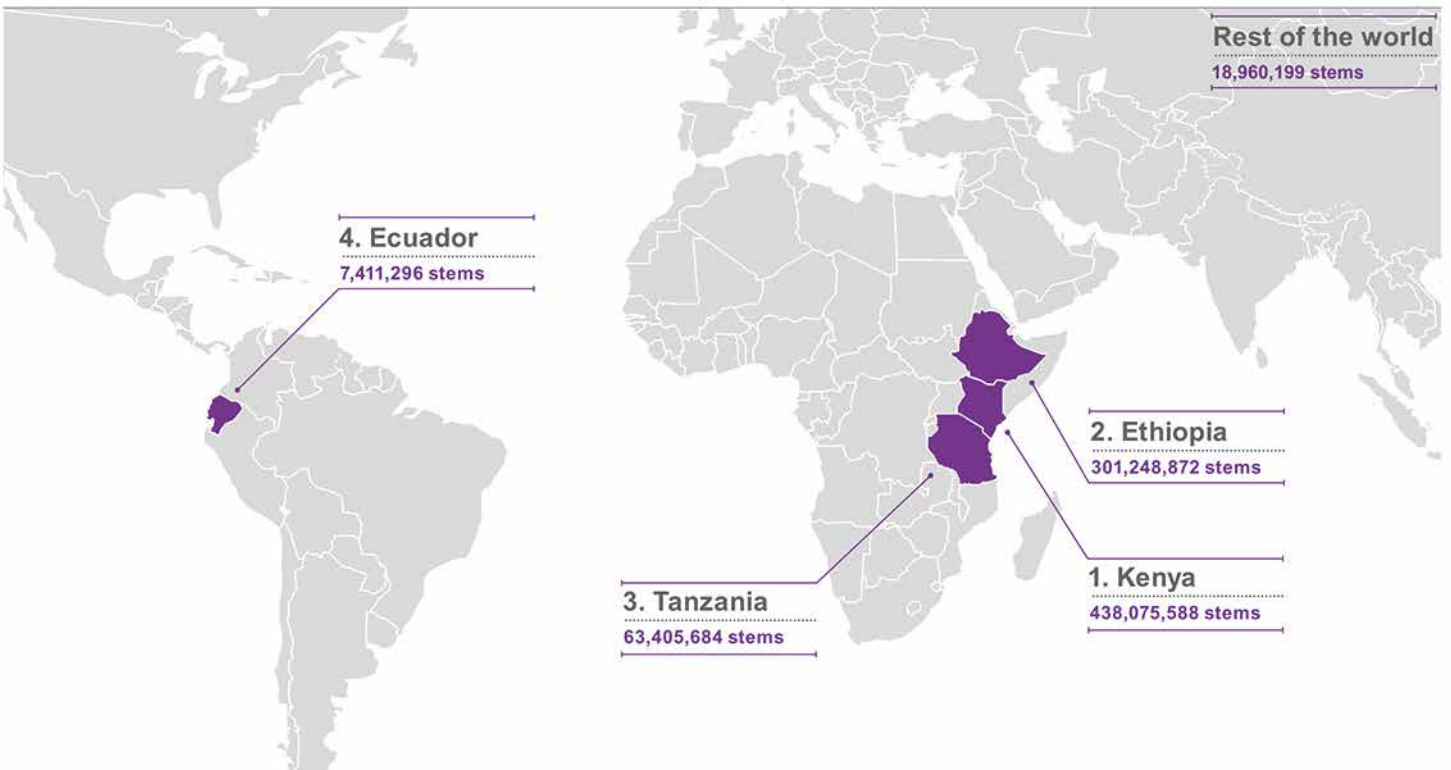 Rest of the world
18,960,199 stems
4. Ecuador
7,411,296 stems
2. Ethiopia
301,248,872 stems
1. Kenya
438,075,588 stems
3. Tanzania
63,405,684 stems